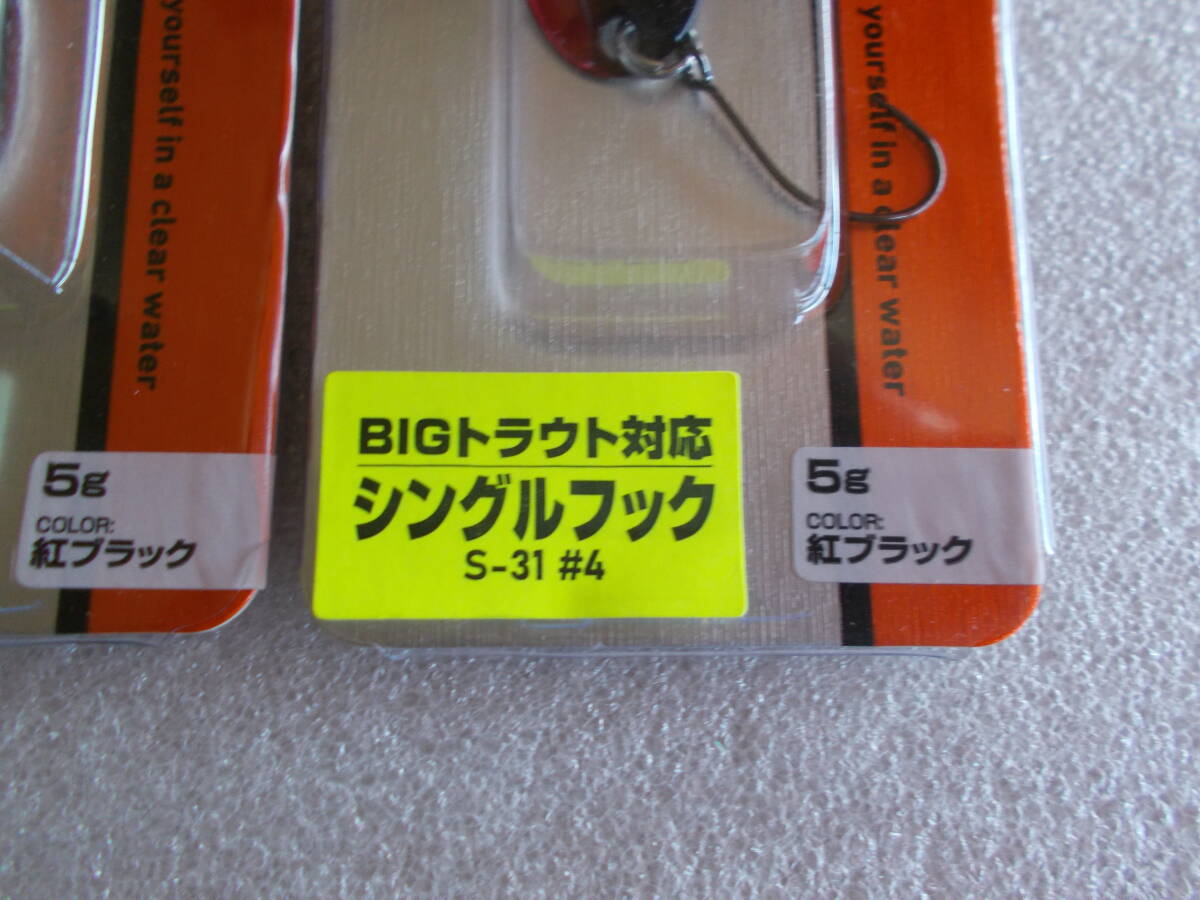 yourself in a clear water
5g
COLOR:
紅ブラック
BIGトラウト対応
シングルフック
S-31 #4
yourself in a clear water
5g
COLOR:
紅ブラック